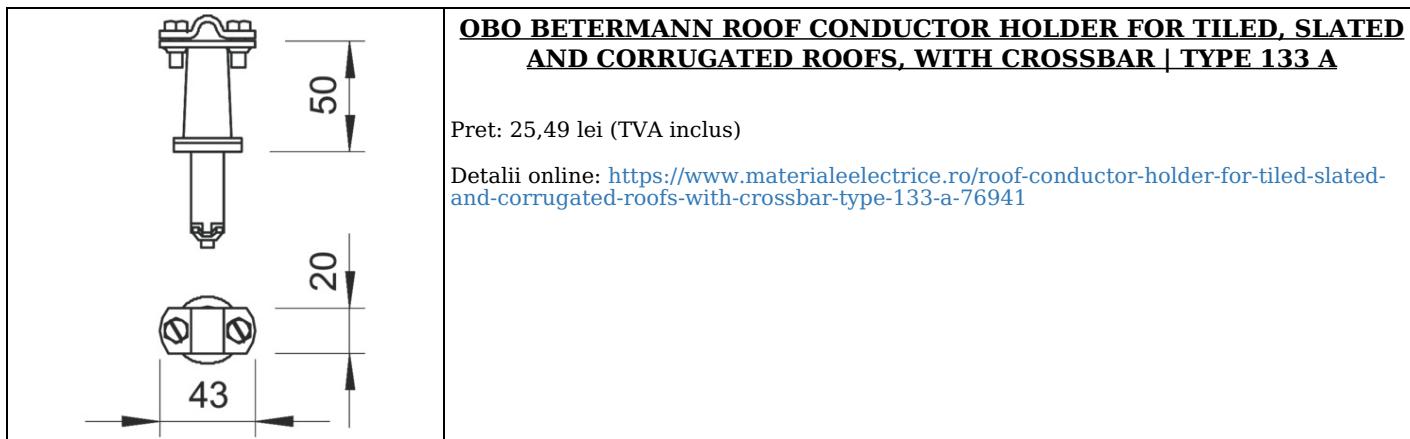 50
20
43
OBO BETERMANN ROOF CONDUCTOR HOLDER FOR TILED, SLATED
AND CORRUGATED ROOFS, WITH CROSSBAR | TYPE 133 A
Pret: 25,49 lei (TVA inclus)
Detalii online: https://www.materialeelectrice.ro/roof-conductor-holder-for-tiled-slated-
and-corrugated-roofs-with-crossbar-type-133-a-76941